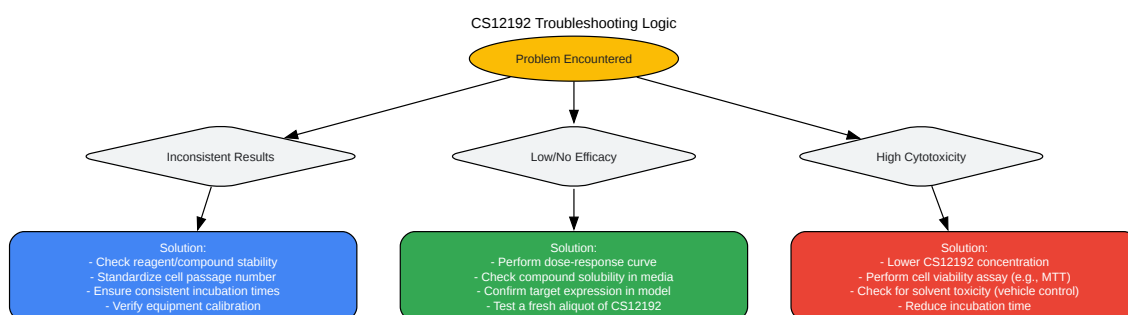 CS12192 Troubleshooting Logic
Problem Encountered
Inconsistent Results
Low/No Efficacy
High Cytotoxicity
Solution:
- Check reagent/compound stability
- Standardize cell passage number
- Ensure consistent incubation times
- Verify equipment calibration
Solution:
- Perform dose-response curve
- Check compound solubility in media
- Confirm target expression in model
- Test a fresh aliquot of CS12192
Solution:
- Lower CS12192 concentration
- Perform cell viability assay (e.g., MTT)
- Check for solvent toxicity (vehicle control)
- Reduce incubation time